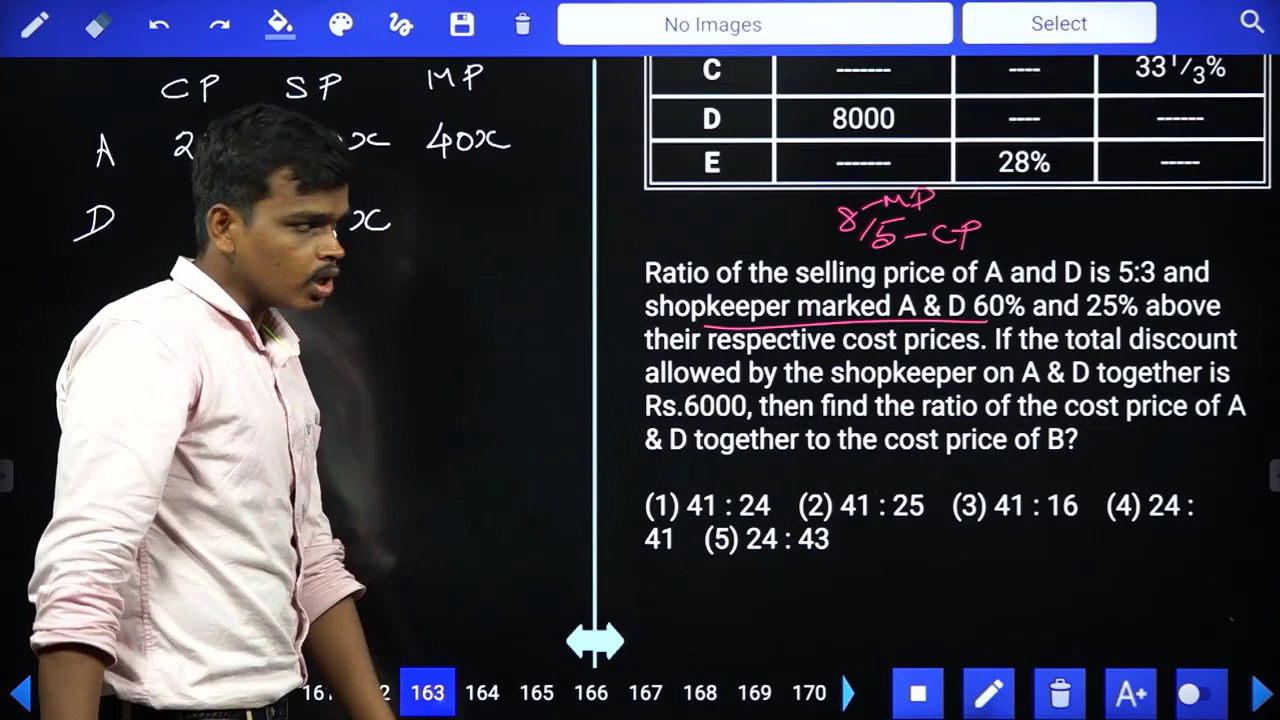 No Images
Select
CP SP MP
A 2 x 40x
D x
C ------- ---- 33 1/3%
D 8000 ---- ------
E ------- 28% -----
8 - MP
/5 - CP
Ratio of the selling price of A and D is 5:3 and
shopkeeper marked A & D 60% and 25% above
their respective cost prices. If the total discount
allowed by the shopkeeper on A & D together is
Rs.6000, then find the ratio of the cost price of A
& D together to the cost price of B?
(1) 41 : 24 (2) 41 : 25 (3) 41 : 16 (4) 24 :
41 (5) 24 : 43
161 2 163 164 165 166 167 168 169 170
A+